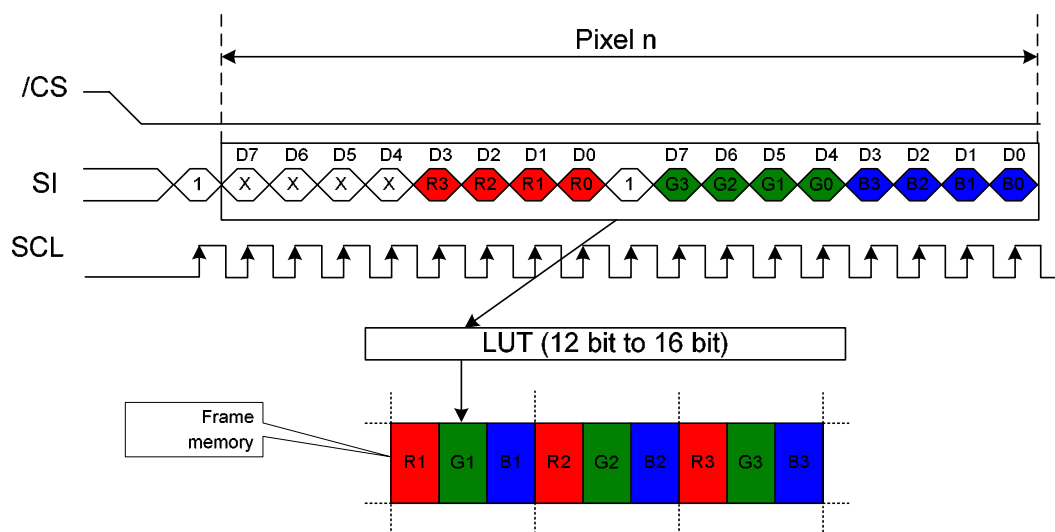 Pixel n
/CS
D7 D6 D5 D4 D3 D2 D1 D0 D7 D6 D5 D4 D3 D2 D1 D0
SI 1 X X X X R3 R2 R1 R0 1 G3 G2 G1 G0 B3 B2 B1 B0
SCL
LUT (12 bit to 16 bit)
Frame
memory
R1 G1 B1 R2 G2 B2 R3 G3 B3